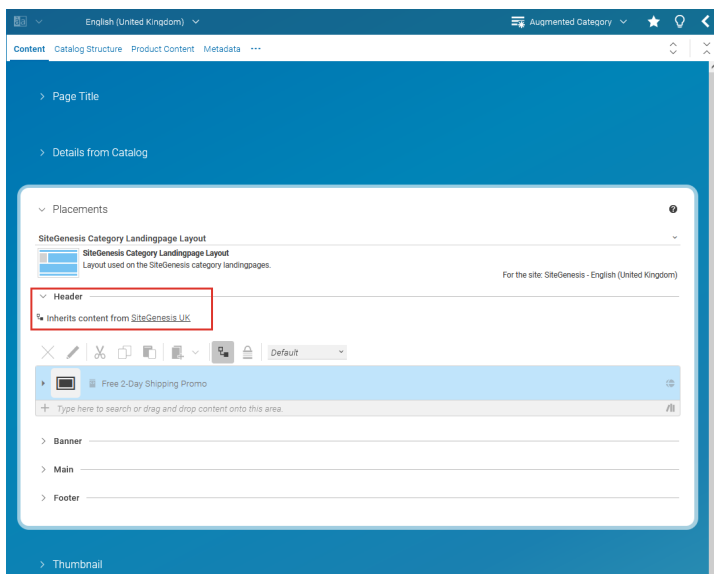 English (United Kingdom)
Augmented Category
Content Catalog Structure Product Content Metadata ...
Page Title
Details from Catalog
Placements
SiteGenesis Category Landingpage Layout
SiteGenesis Category Landingpage Layout
Layout used on the SiteGenesis category landingpages.
For the site: SiteGenesis - English (United Kingdom)
Header
Inherits content from SiteGenesis UK
Default
Free 2-Day Shipping Promo
Type here to search or drag and drop content onto this area.
Banner
Main
Footer
Thumbnail